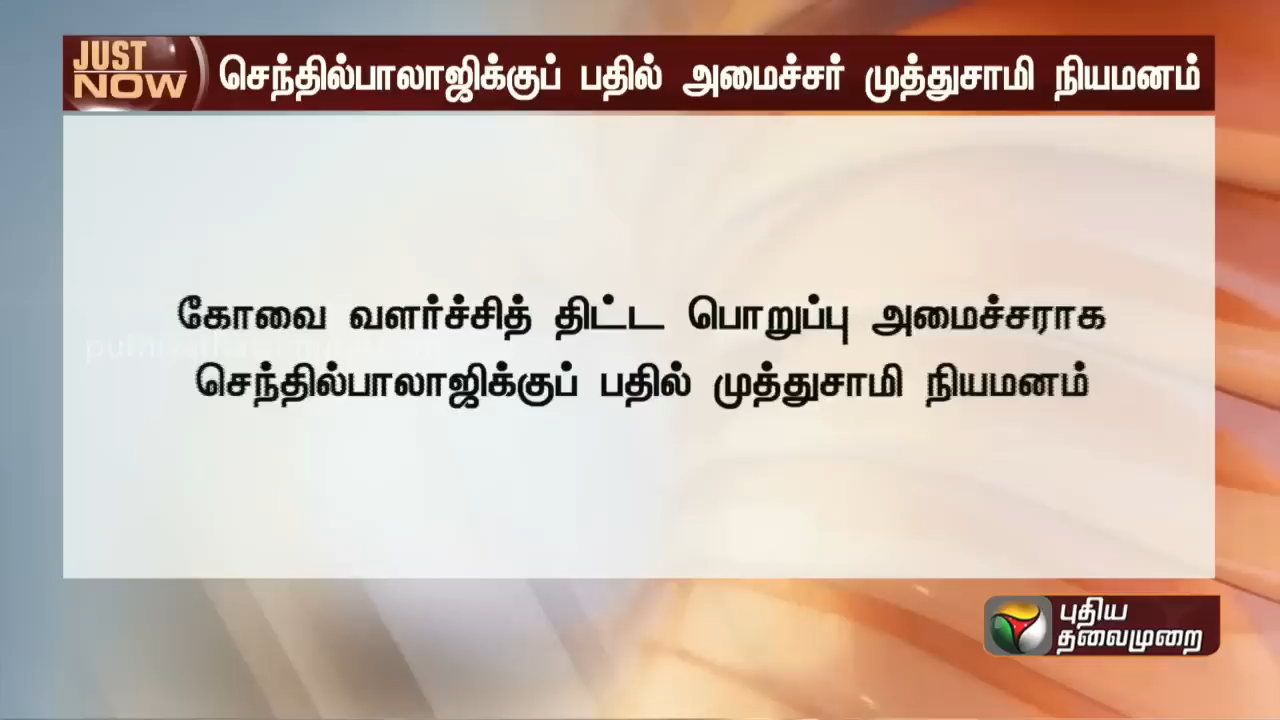 JUST
NOW
செந்தில்பாலாஜிக்குப் பதில் அமைச்சர் முத்துசாமி நியமனம்
கோவை வளர்ச்சித் திட்ட பொறுப்பு அமைச்சராக
செந்தில்பாலாஜிக்குப் பதில் முத்துசாமி நியமனம்
புதிய
தலைமுறை